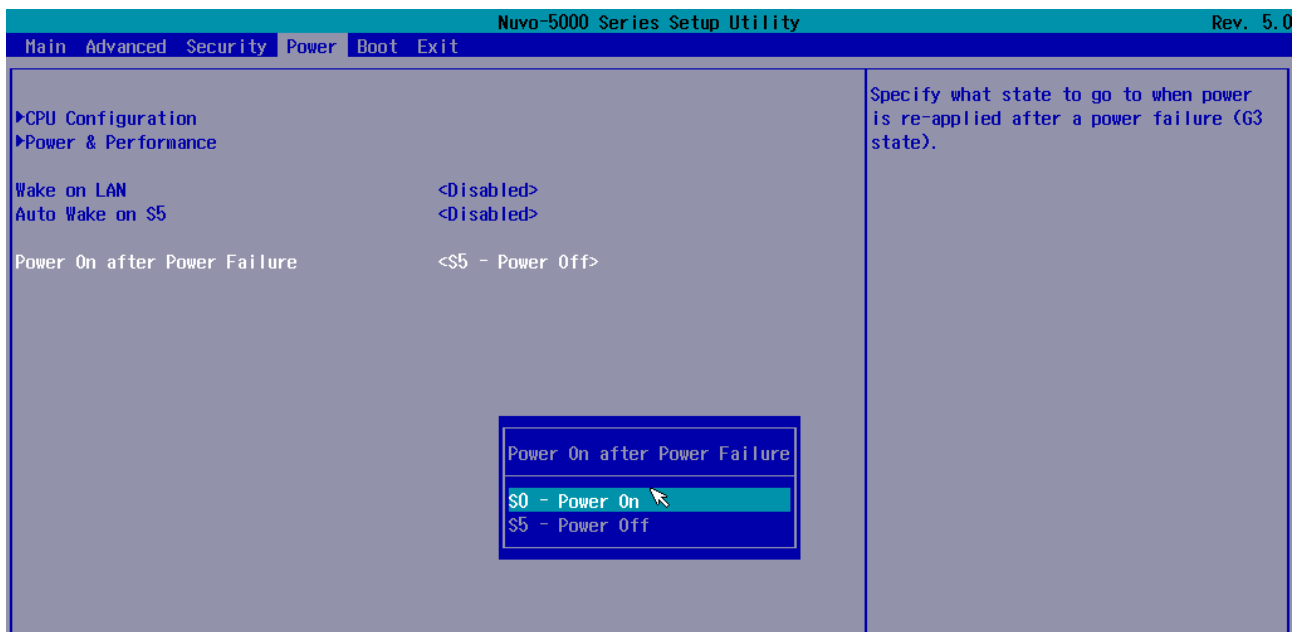 Nuvo-5000 Series Setup Utility Rev. 5.0
Main Advanced Security Power Boot Exit
▶CPU Configuration
▶Power & Performance
Wake on LAN <Disabled>
Auto Wake on S5 <Disabled>
Power On after Power Failure <S5 - Power Off>
Specify what state to go to when power
is re-applied after a power failure (G3
state).
Power On after Power Failure
S0 - Power On
S5 - Power Off